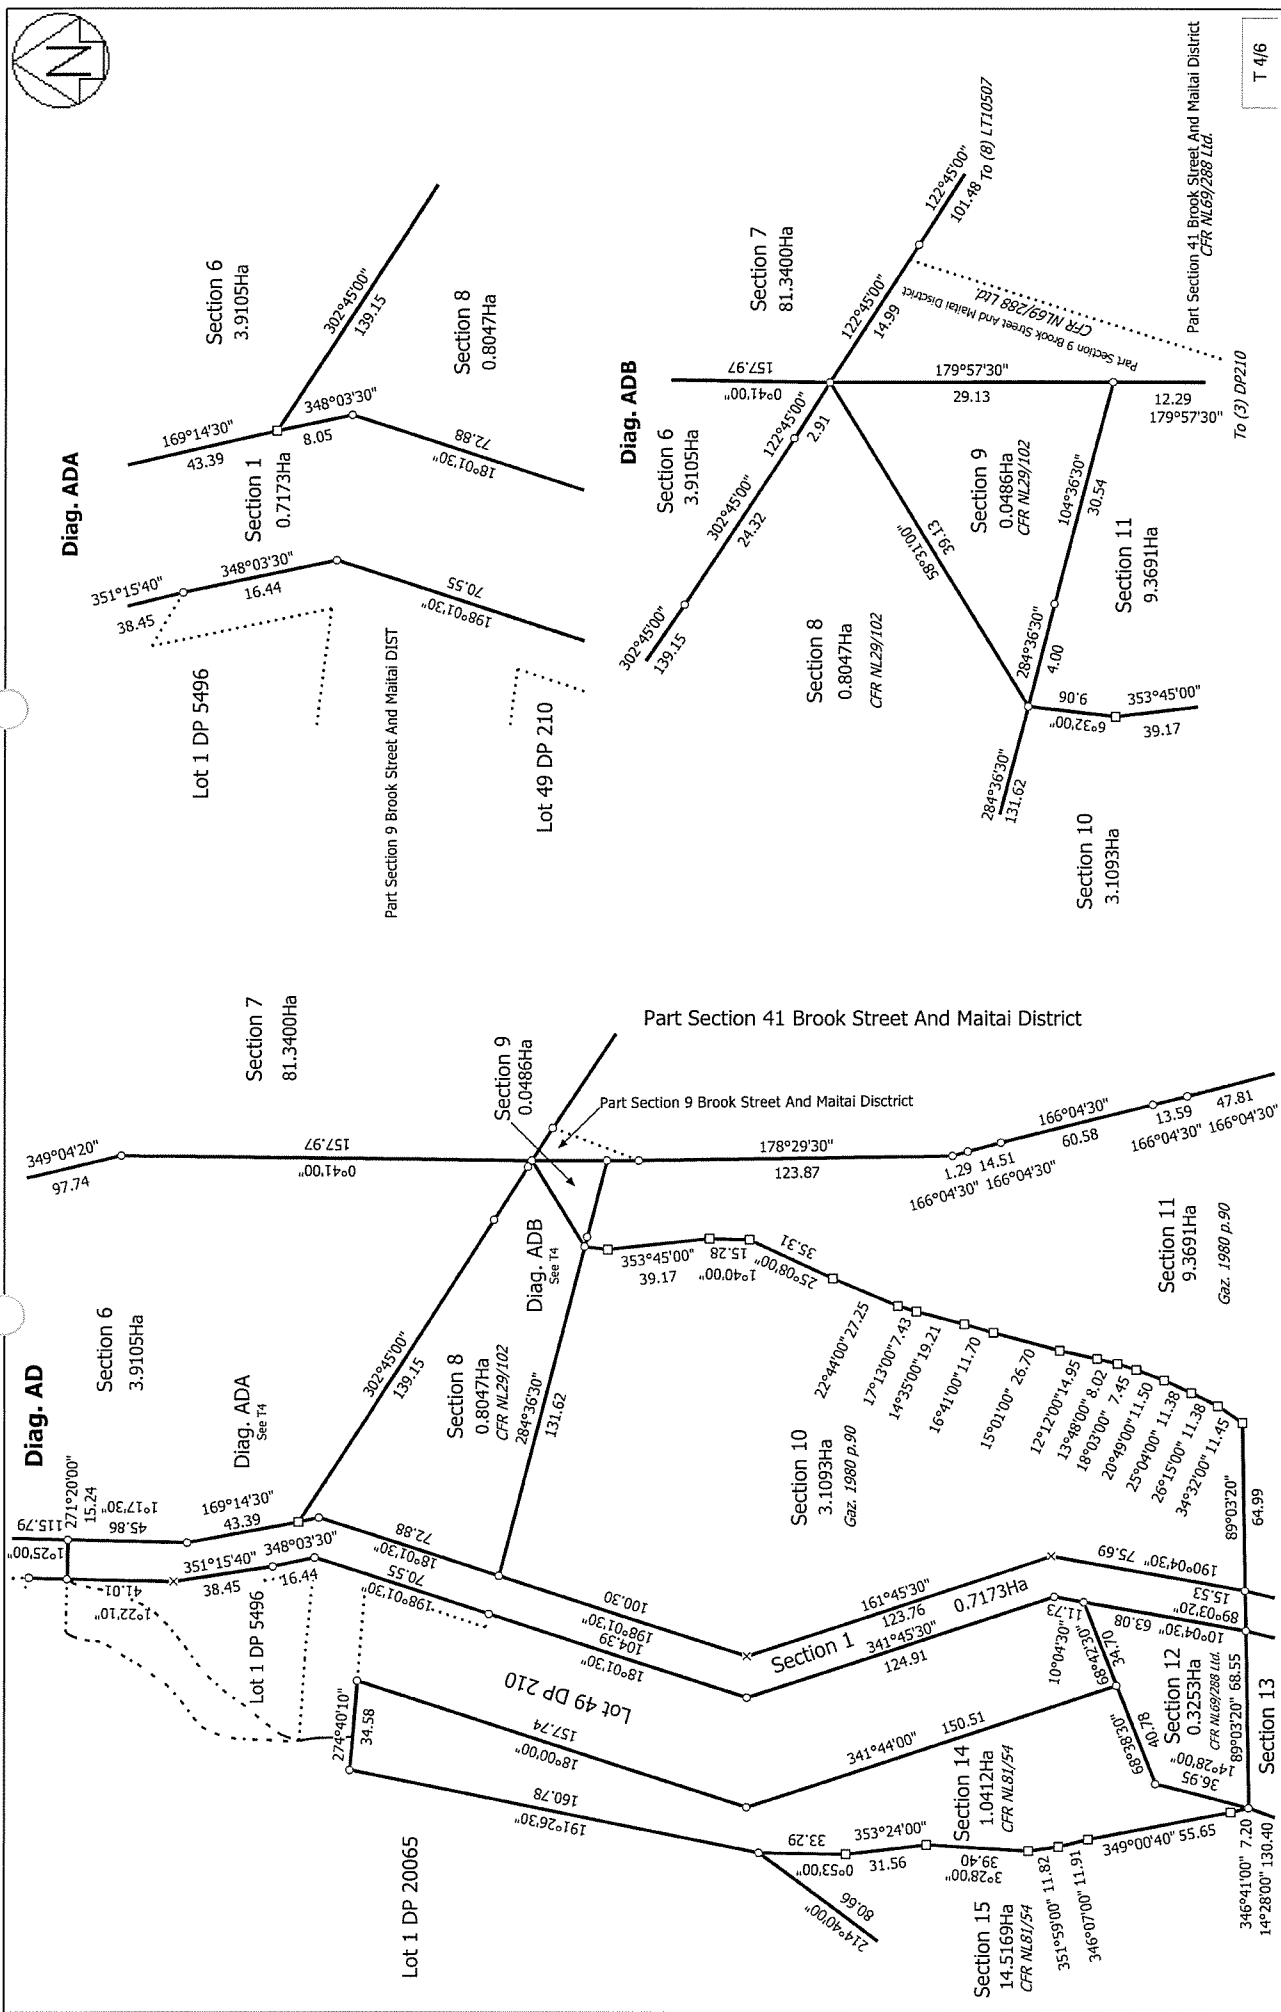 N
Diag. AD
Section 6
3.9105Ha
Section 7
81.3400Ha
349°04'20"
97.74
0°41'00"
157.97
1°25'00"
115.79
271°20'00"
15.24
1°17'30"
45.86
1°22'10"
41.01
169°14'30"
43.39
351°15'40"
38.45
348°03'30"
16.44
Diag. ADA
See T4
302°45'00"
139.15
Section 9
0.0486Ha
Part Section 41 Brook Street And Maitai District
Part Section 9 Brook Street And Maitai Disctrict
Diag. ADB
See T4
Section 8
0.8047Ha
CFR NL29/102
284°36'30"
131.62
178°29'30"
123.87
1.29
166°04'30"
14.51
166°04'30"
166°04'30"
60.58
13.59
166°04'30"
47.81
166°04'30"
Section 11
9.3691Ha
Gaz. 1980 p.90
353°45'00"
39.17
1°40'00"
15.28
25°08'00"
35.31
22°44'00" 27.25
17°13'00" 7.43
14°35'00" 19.21
16°41'00" 11.70
15°01'00" 26.70
12°12'00" 14.95
13°48'00" 8.02
18°03'00" 7.45
20°49'00" 11.50
25°04'00" 11.38
26°15'00" 11.38
34°32'00" 11.45
89°03'20"
64.99
Section 10
3.1093Ha
Gaz. 1980 p.90
18°01'30"
72.88
198°01'30"
70.55
198°01'30"
100.30
18°01'30"
104.39
161°45'30"
123.76
Section 1
0.7173Ha
341°45'30"
124.91
190°04'30"
75.69
89°03'20"
15.53
10°04'30"
63.08
10°04'30"
11.73
68°42'30"
34.70
68°38'30"
40.78
Section 12
0.3253Ha
CFR NL69/288 Ltd.
14°28'00"
36.95
89°03'20" 68.55
Section 13
Lot 1 DP 5496
Lot 49 DP 210
274°40'10"
34.58
18°00'00"
157.74
341°44'00"
150.51
191°26'30"
160.78
Lot 1 DP 20065
214°40'00"
80.66
0°53'00"
33.29
353°24'00"
31.56
3°28'00"
39.40
Section 14
1.0412Ha
CFR NL81/54
Section 15
14.5169Ha
CFR NL81/54
351°59'00" 11.82
346°07'00" 11.91
349°00'40" 55.59
346°41'00" 7.20
14°28'00" 130.40
Diag. ADA
351°15'40"
38.45
348°03'30"
16.44
198°01'30"
70.55
169°14'30"
43.39
Section 1
0.7173Ha
348°03'30"
8.05
18°01'30"
72.88
302°45'00"
139.15
Section 6
3.9105Ha
Section 8
0.8047Ha
Lot 1 DP 5496
Part Section 9 Brook Street And Maitai DIST
Lot 49 DP 210
Diag. ADB
Section 6
3.9105Ha
Section 7
81.3400Ha
0°41'00"
157.97
302°45'00"
139.15
302°45'00"
24.32
122°45'00"
2.91
122°45'00"
14.99
122°45'00"
101.48
To (8) LT10507
Part Section 9 Brook Street And Maitai Disctrict
CFR NL69/288 Ltd.
Part Section 41 Brook Street And Maitai District
CFR NL69/288 Ltd.
58°31'00"
39.13
179°57'30"
29.13
12.29
179°57'30"
To (3) DP210
Section 8
0.8047Ha
CFR NL29/102
Section 9
0.0486Ha
CFR NL29/102
104°36'30"
30.54
284°36'30"
4.00
284°36'30"
131.62
6°32'00"
9.06
353°45'00"
39.17
Section 11
9.3691Ha
Section 10
3.1093Ha
T 4/6